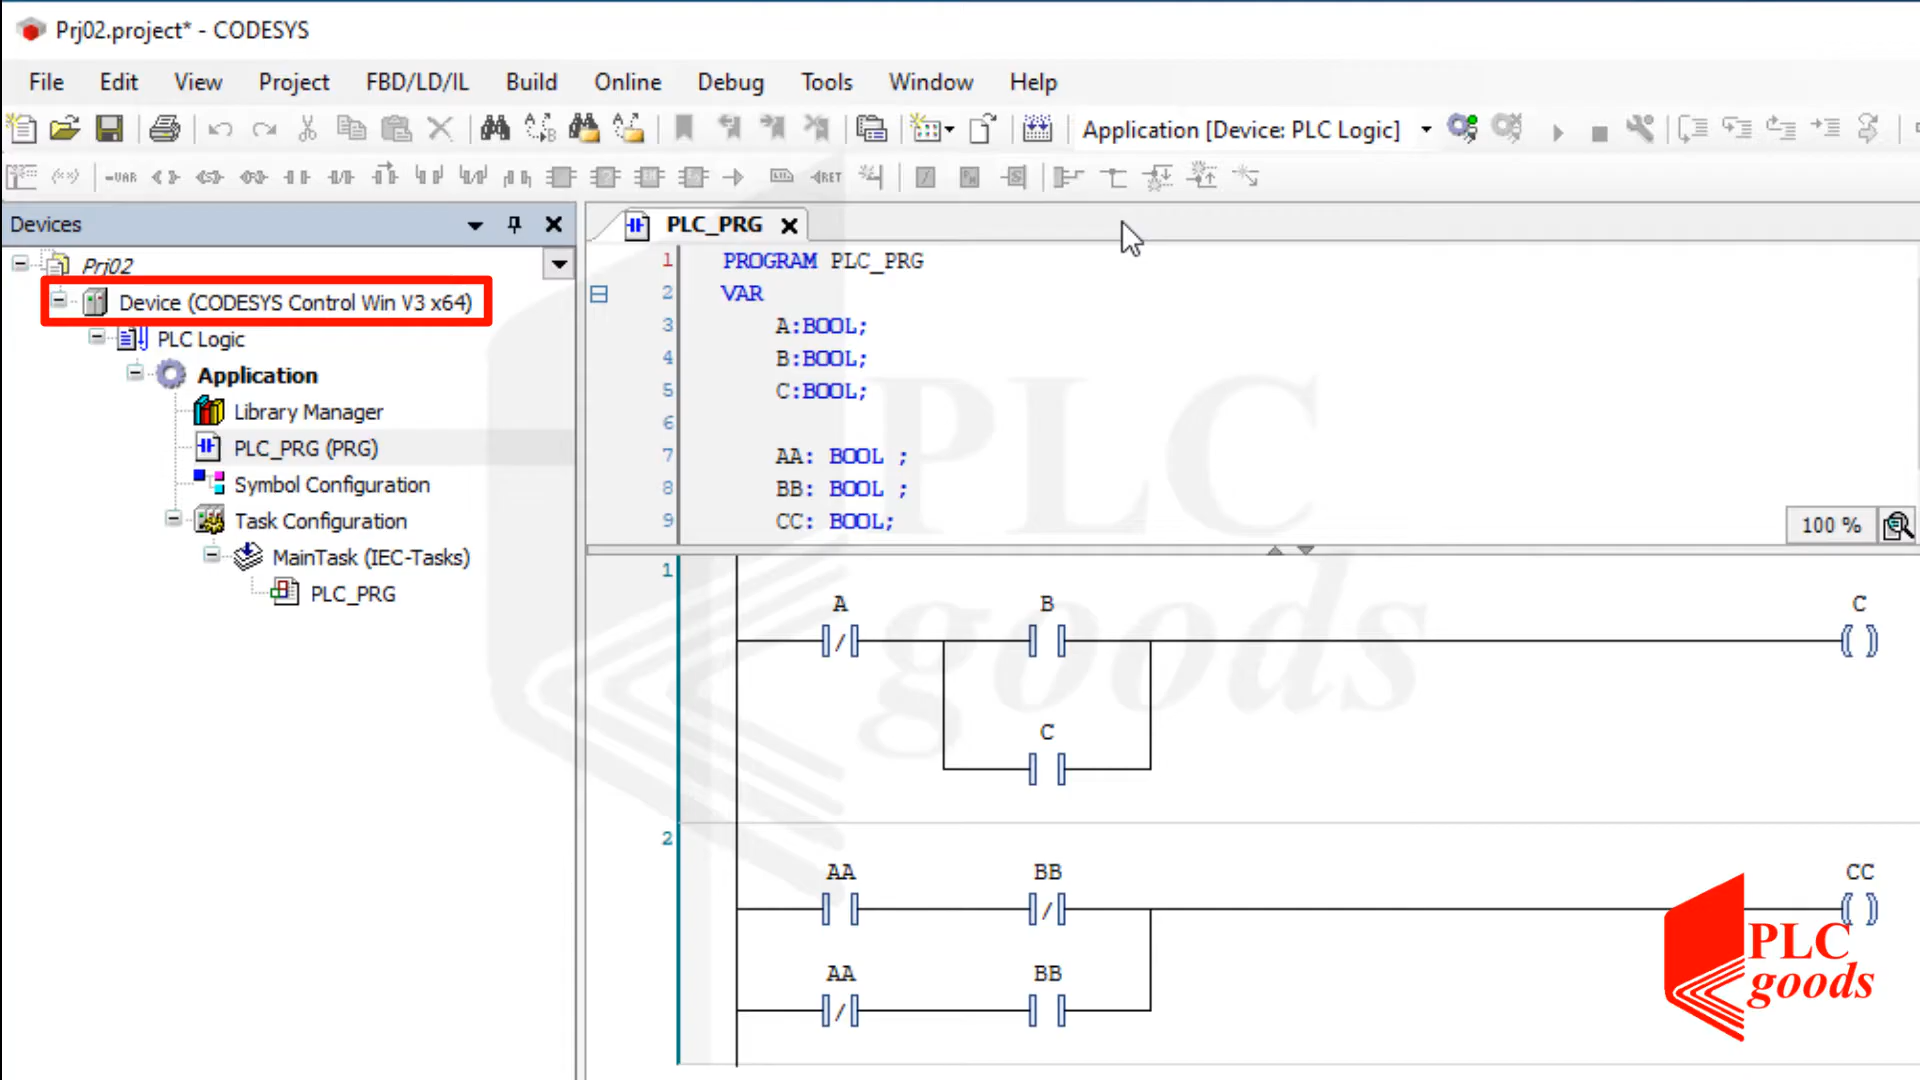 Prj02.project* - CODESYS
File Edit View Project FBD/LD/IL Build Online Debug Tools Window Help
Application [Device: PLC Logic]
Devices
PLC_PRG
Prj02
Device (CODESYS Control Win V3 x64)
PLC Logic
Application
Library Manager
PLC_PRG (PRG)
Symbol Configuration
Task Configuration
MainTask (IEC-Tasks)
PLC_PRG
1 PROGRAM PLC_PRG
2 VAR
3 A:BOOL;
4 B:BOOL;
5 C:BOOL;
6
7 AA: BOOL ;
8 BB: BOOL ;
9 CC: BOOL;
100 %
1
A B C
C
2
AA BB CC
AA BB
PLC
goods
PLC
goods